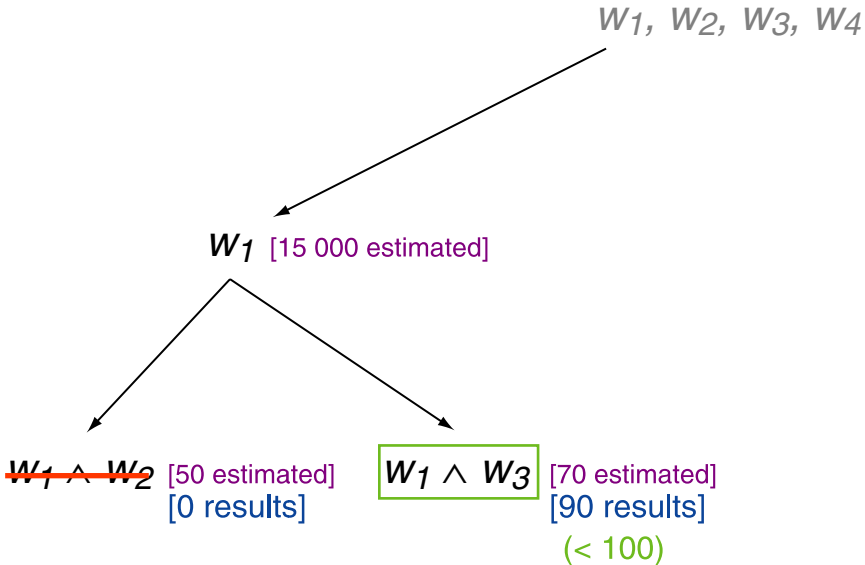 w1, w2, w3, w4
w1 [15 000 estimated]
w1 ∧ w2 [50 estimated]
[0 results]
w1 ∧ w3 [70 estimated]
[90 results]
(< 100)